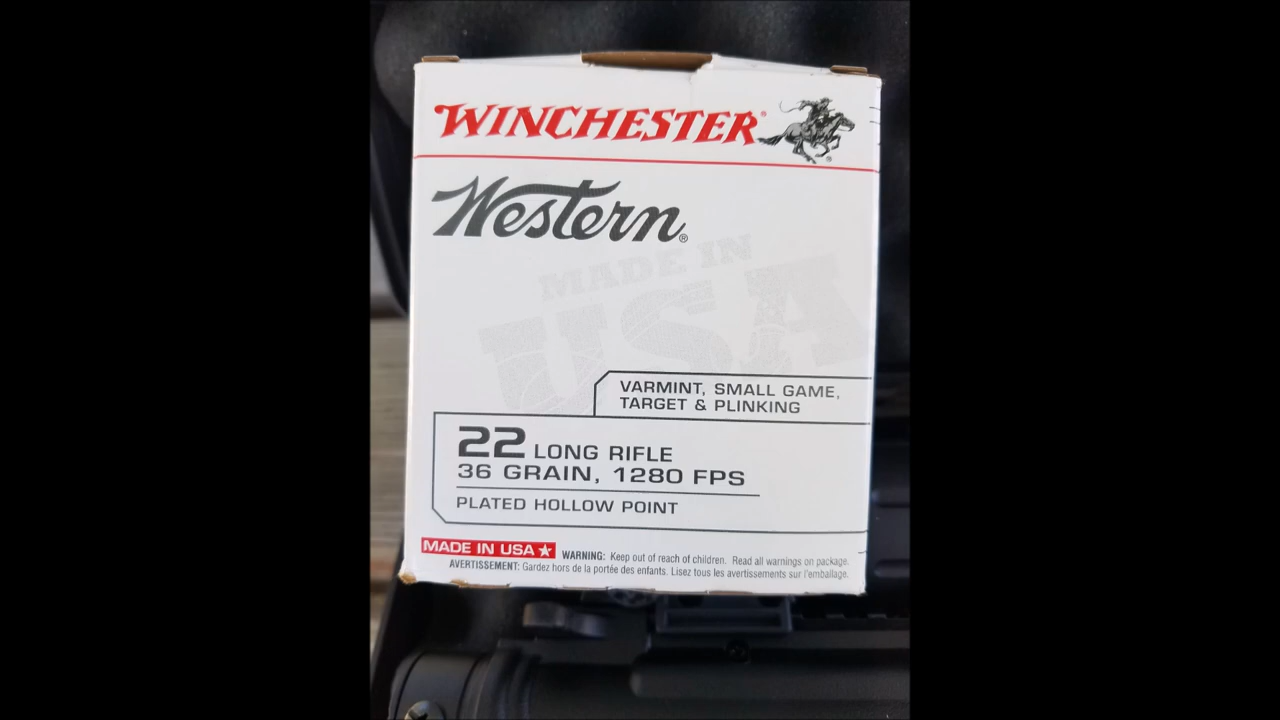 WINCHESTER®
®
Western®
MADE IN
USA
VARMINT, SMALL GAME,
TARGET & PLINKING
22 LONG RIFLE
36 GRAIN, 1280 FPS
PLATED HOLLOW POINT
MADE IN USA★
WARNING: Keep out of reach of children. Read all warnings on package.
AVERTISSEMENT: Gardez hors de la portée des enfants. Lisez tous les avertissements sur l'emballage.